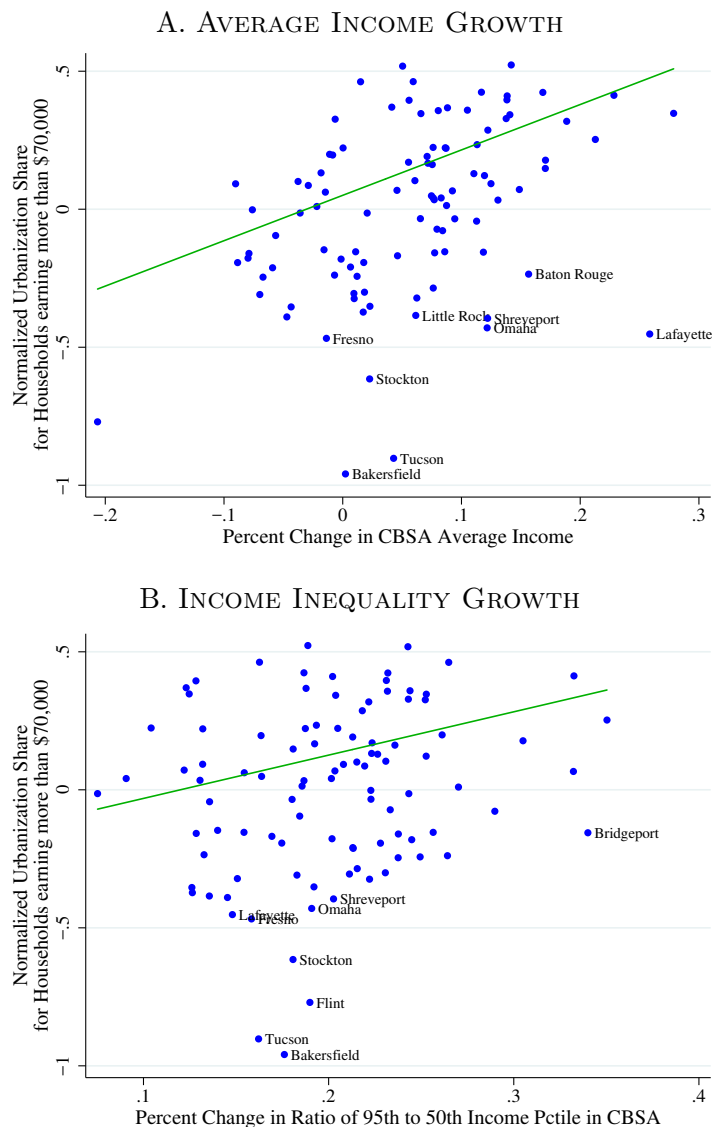 A. AVERAGE INCOME GROWTH
Normalized Urbanization Share
for Households earning more than $70,000
.5
0
-.5
-1
Baton Rouge
Little Rock
Shreveport
Omaha
Lafayette
Fresno
Stockton
Tucson
Bakersfield
-.2
-.1
0
.1
.2
.3
Percent Change in CBSA Average Income
B. INCOME INEQUALITY GROWTH
Normalized Urbanization Share
for Households earning more than $70,000
.5
0
-.5
-1
Bridgeport
Shreveport
Omaha
Lafayette
Fresno
Stockton
Flint
Tucson
Bakersfield
.1
.2
.3
.4
Percent Change in Ratio of 95th to 50th Income Pctile in CBSA